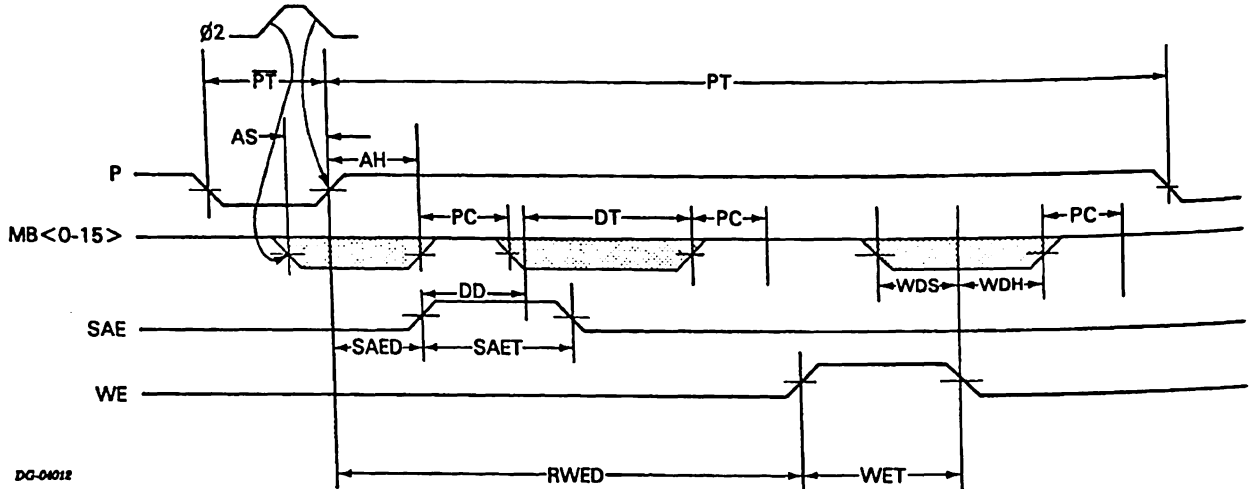 Ø2
P̅T̅ PT
AS AH
P
PC DT PC PC
MB<0-15>
WDS WDH
DD
SAE
SAED SAET
WE
RWED WET
DG-04012